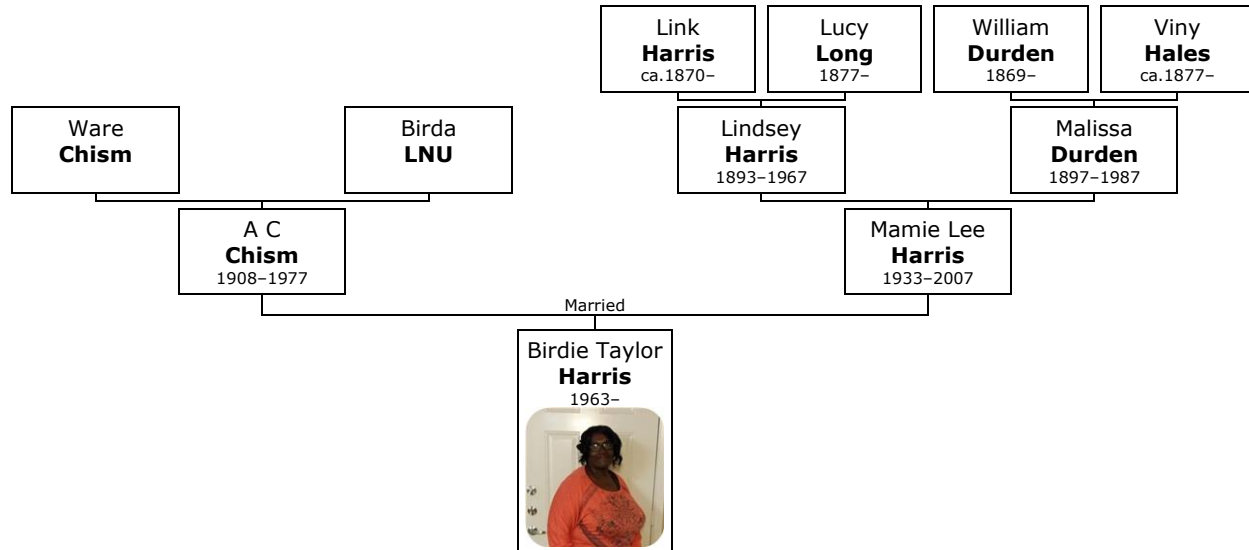 Link
Harris
ca.1870–
Lucy
Long
1877–
William
Durden
1869–
Viny
Hales
ca.1877–
Ware
Chism
Birda
LNU
Lindsey
Harris
1893–1967
Malissa
Durden
1897–1987
A C
Chism
1908–1977
Mamie Lee
Harris
1933–2007
Married
Birdie Taylor
Harris
1963–